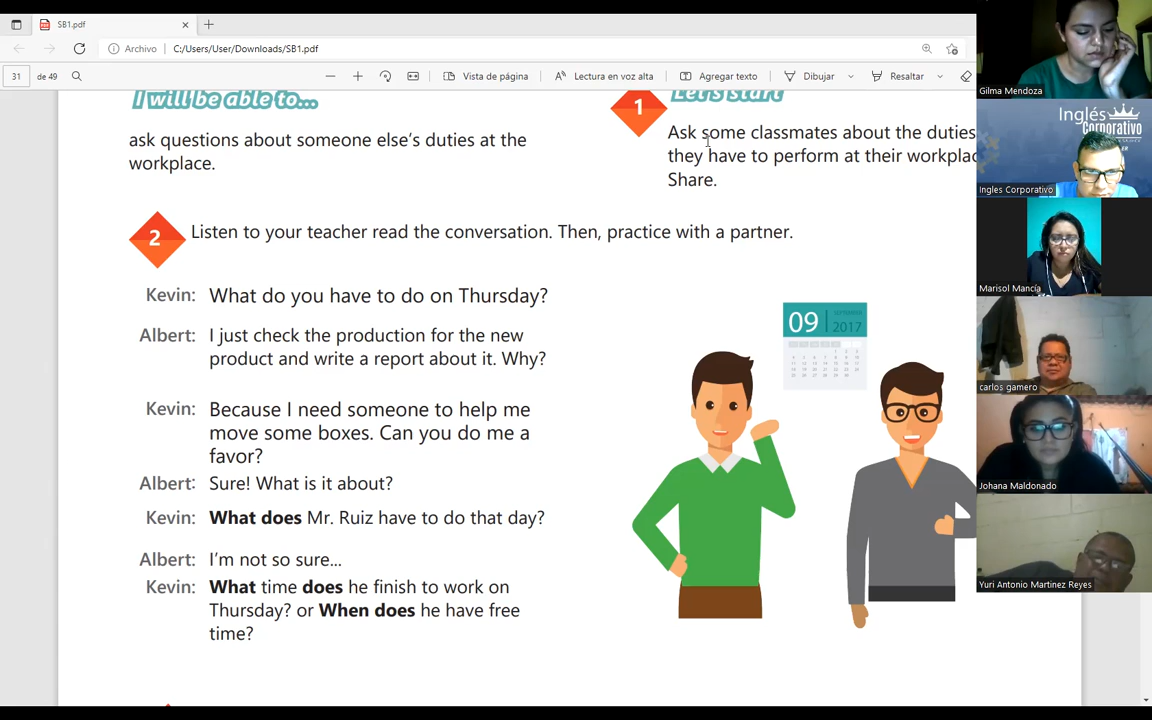 SB1.pdf
Archivo
C:/Users/User/Downloads/SB1.pdf
31
de 49
Vista de página
Lectura en voz alta
Agregar texto
Dibujar
Resaltar
I will be able to...
ask questions about someone else's duties at the
workplace.
1
Let's start
Ask some classmates about the duties
they have to perform at their
Share.
2
Listen to your teacher read the conversation. Then, practice with a partner.
Kevin: What do you have to do on Thursday?
Albert: I just check the production for the new
product and write a report about it. Why?
Kevin: Because I need someone to help me
move some boxes. Can you do me a
favor?
Albert: Sure! What is it about?
Kevin: What does Mr. Ruiz have to do that day?
Albert: I'm not so sure...
Kevin: What time does he finish to work on
Thursday? or When does he have free
time?
09
2017
Gilma Mendoza
Inglés
Corporativo
Ingles Corporativo
Marisol Mancía
carlos gamero
Johana Maldonado
Yuri Antonio Martinez Reyes